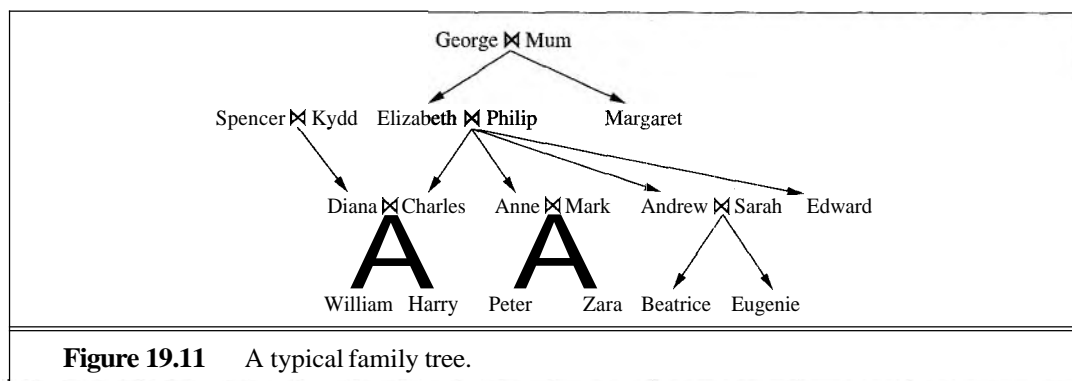 George ⋈ Mum
Spencer ⋈ Kydd Elizabeth ⋈ Philip Margaret
Diana ⋈ Charles Anne ⋈ Mark Andrew ⋈ Sarah Edward
A A
William Harry Peter Zara Beatrice Eugenie
Figure 19.11 A typical family tree.